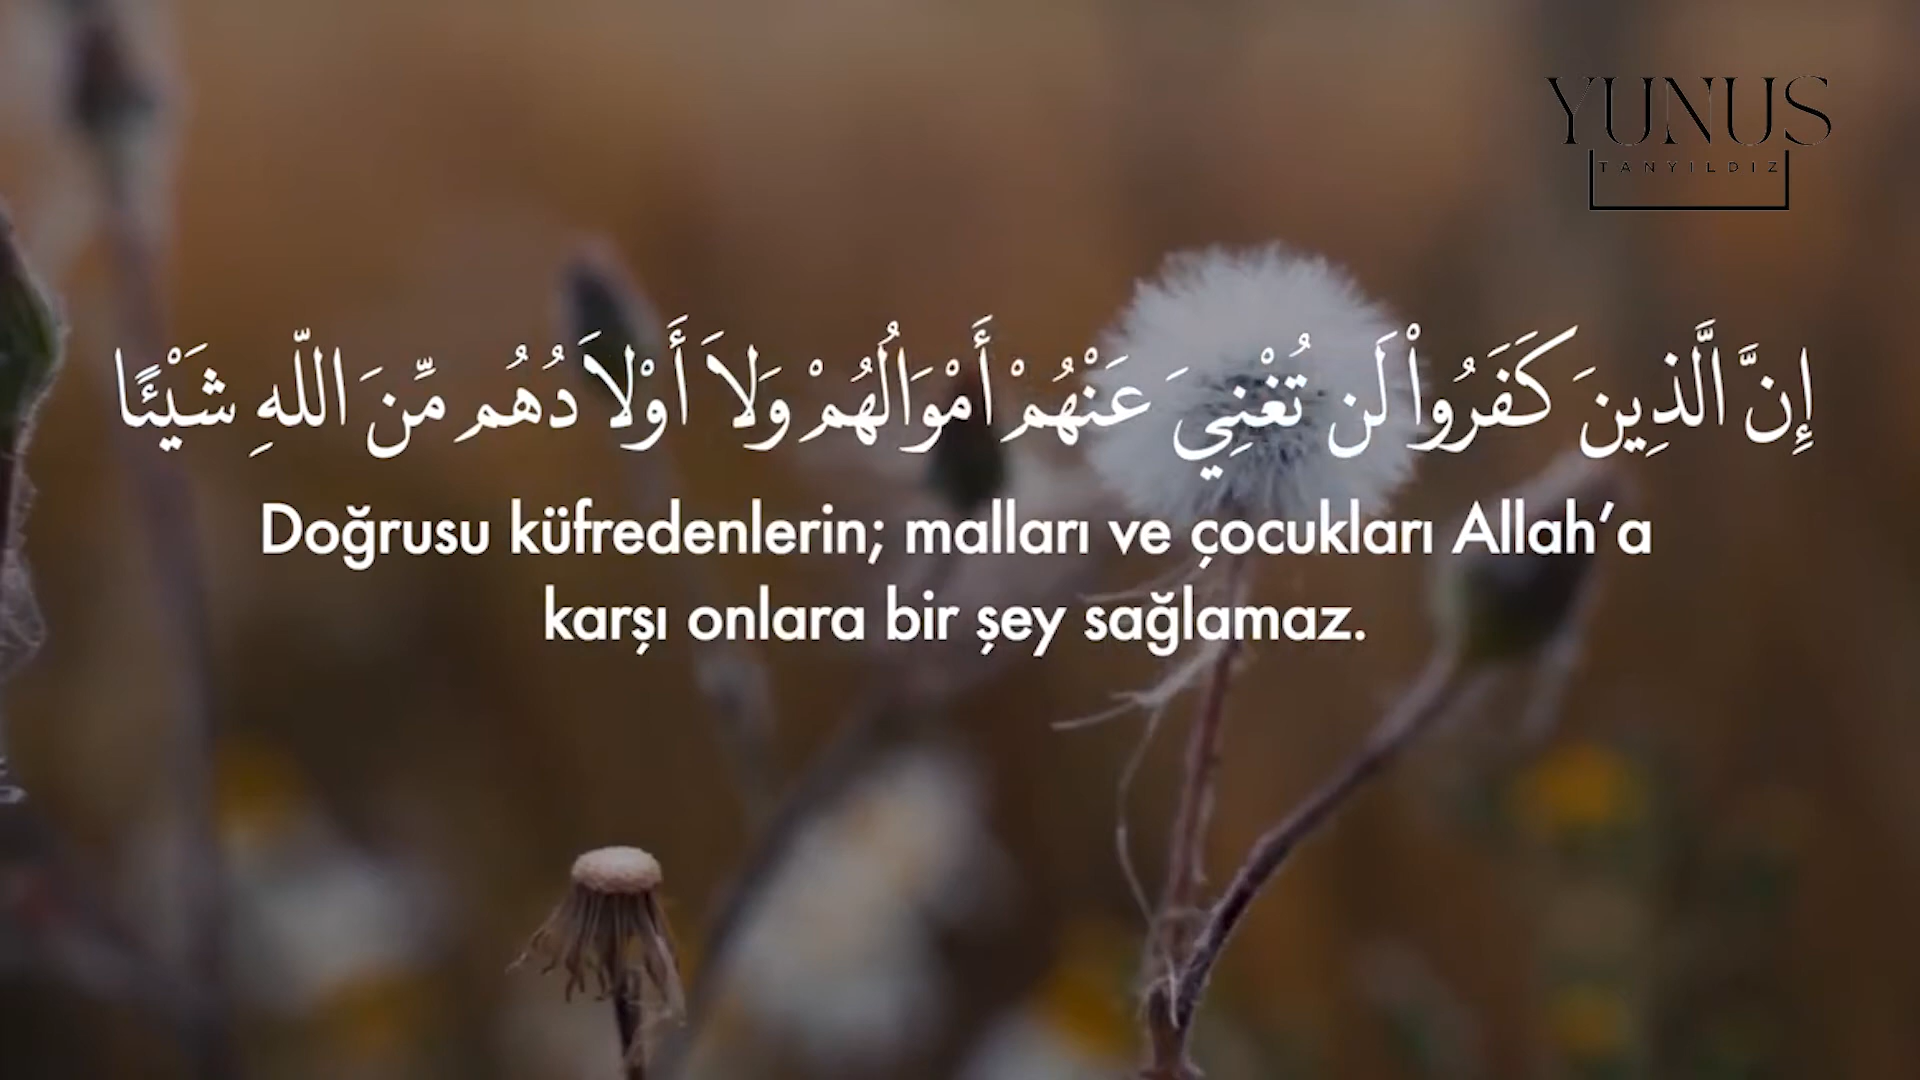 YUNUS
TANYILDIZ
إِنَّ الَّذِينَ كَفَرُواْ لَن تُغْنِيَ عَنْهُمْ أَمْوَالُهُمْ وَلاَ أَوْلاَدُهُم مِّنَ اللّهِ شَيْئًا
Doğrusu küfredenlerin; malları ve çocukları Allah’a
karşı onlara bir şey sağlamaz.